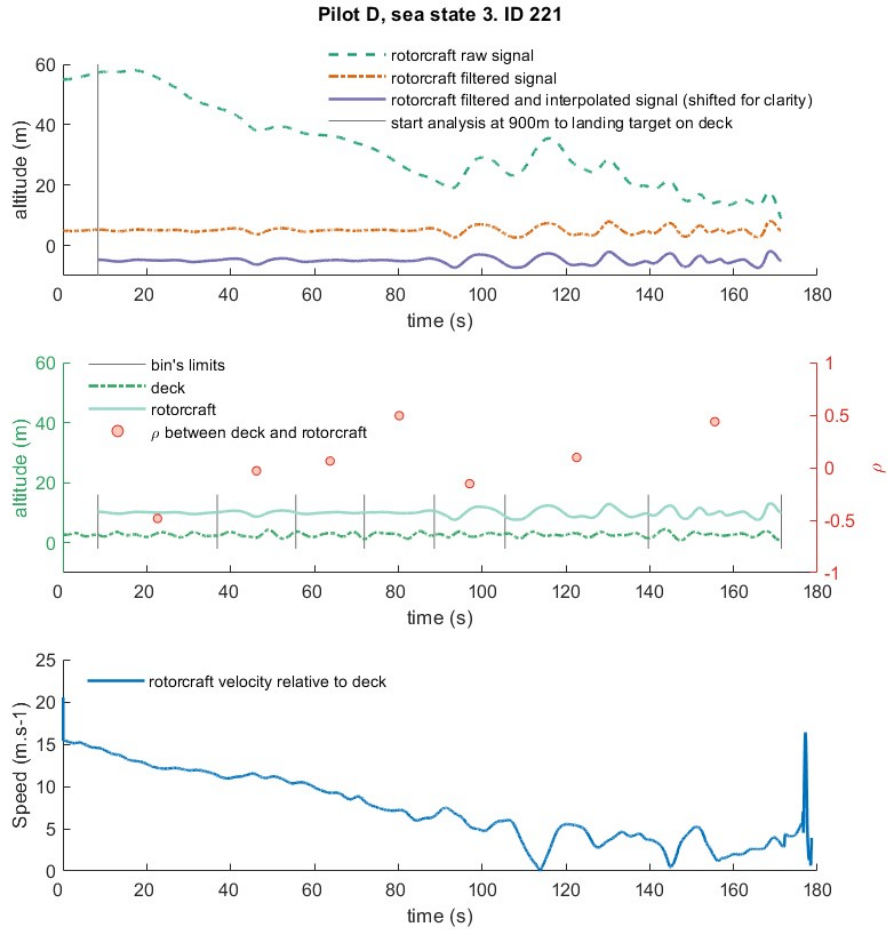 Pilot D, sea state 3. ID 221
rotorcraft raw signal
rotorcraft filtered signal
rotorcraft filtered and interpolated signal (shifted for clarity)
start analysis at 900m to landing target on deck
altitude (m)
60
40
20
0
0 20 40 60 80 100 120 140 160 180
time (s)
bin's limits
deck
rotorcraft
ρ between deck and rotorcraft
altitude (m)
60
40
20
0
1
0.5
0
-0.5
-1
ρ
0 20 40 60 80 100 120 140 160 180
time (s)
rotorcraft velocity relative to deck
Speed (m.s-1)
25
20
15
10
5
0
0 20 40 60 80 100 120 140 160 180
time (s)